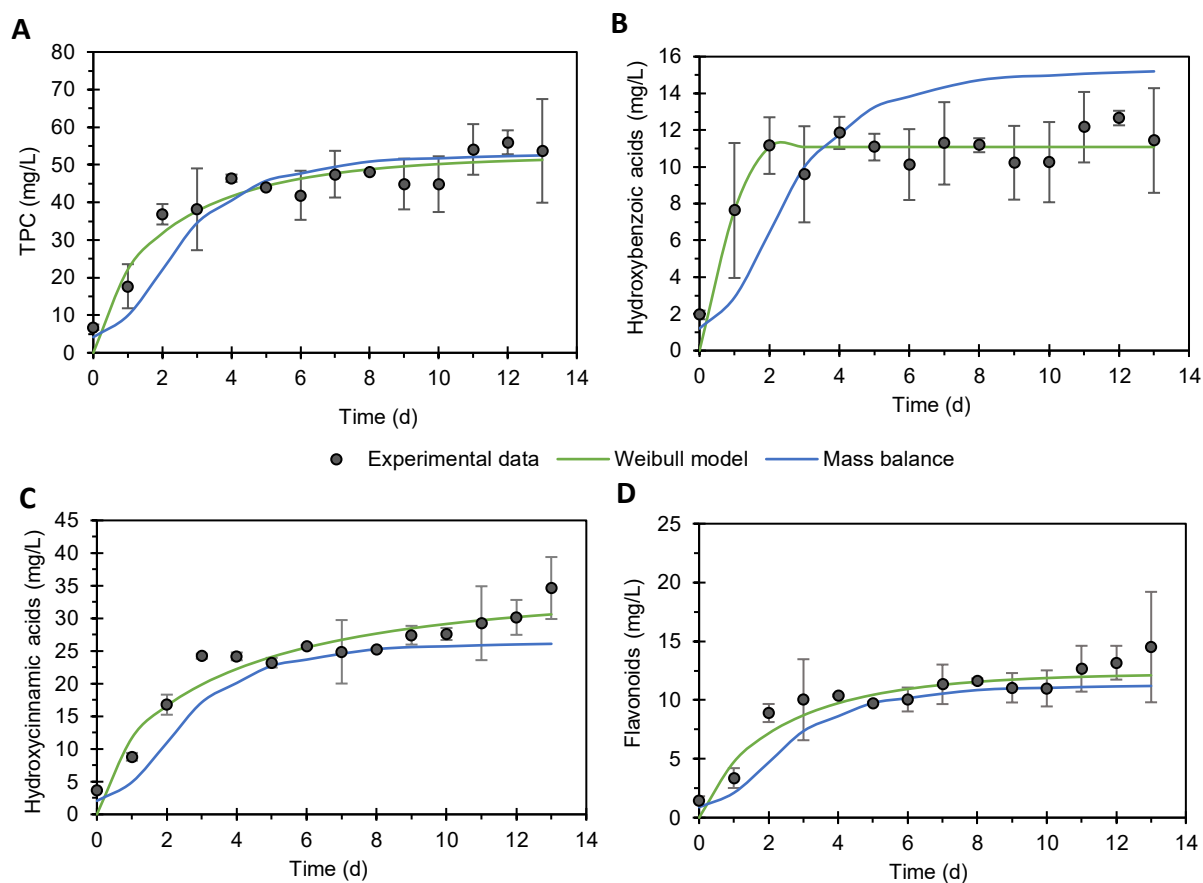 A
TPC (mg/L)
80
70
60
50
40
30
20
10
0
0 2 4 6 8 10 12 14
Time (d)
B
Hydroxybenzoic acids (mg/L)
16
14
12
10
8
6
4
2
0
0 2 4 6 8 10 12 14
Time (d)
Experimental data Weibull model Mass balance
C
Hydroxycinnamic acids (mg/L)
45
40
35
30
25
20
15
10
5
0
0 2 4 6 8 10 12 14
Time (d)
D
Flavonoids (mg/L)
25
20
15
10
5
0
0 2 4 6 8 10 12 14
Time (d)